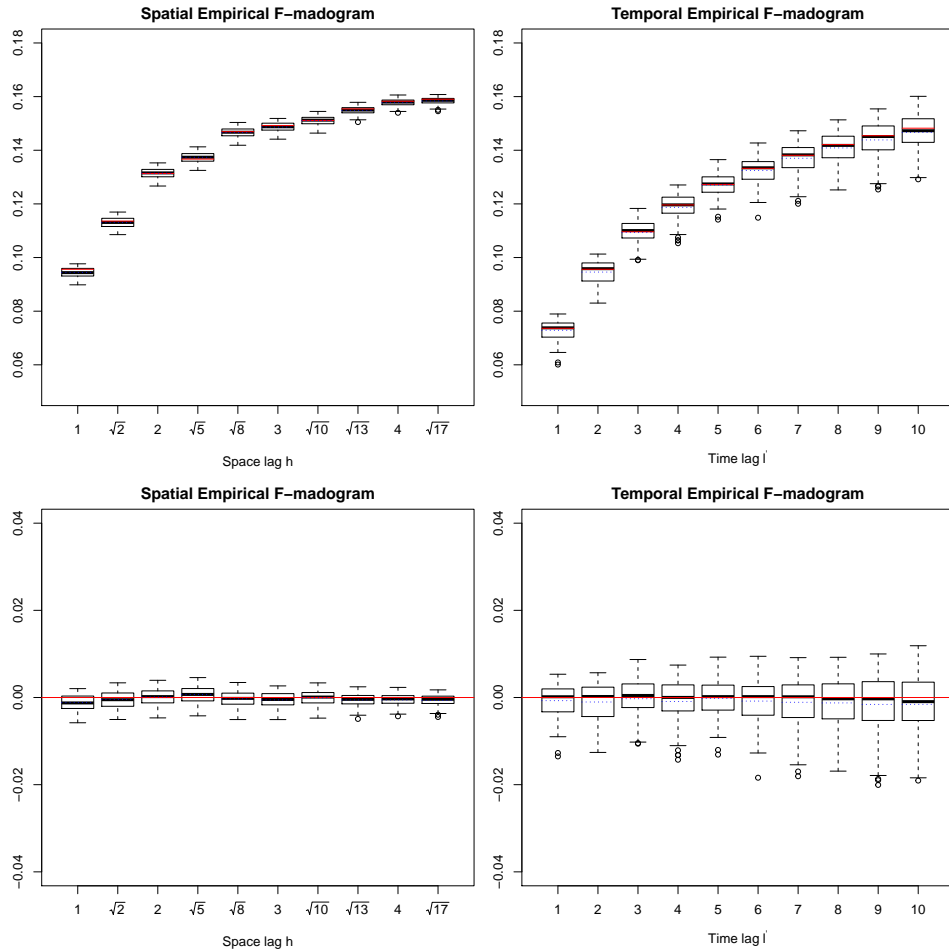 Spatial Empirical F−madogram
0.18
0.16
0.14
0.12
0.10
0.08
0.06
1 √2 2 √5 √8 3 √10 √13 4 √17
Space lag h
Temporal Empirical F−madogram
0.18
0.16
0.14
0.12
0.10
0.08
0.06
1 2 3 4 5 6 7 8 9 10
Time lag l'
Spatial Empirical F−madogram
0.04
0.02
0.00
−0.02
−0.04
1 √2 2 √5 √8 3 √10 √13 4 √17
Space lag h
Temporal Empirical F−madogram
0.04
0.02
0.00
−0.02
−0.04
1 2 3 4 5 6 7 8 9 10
Time lag l'